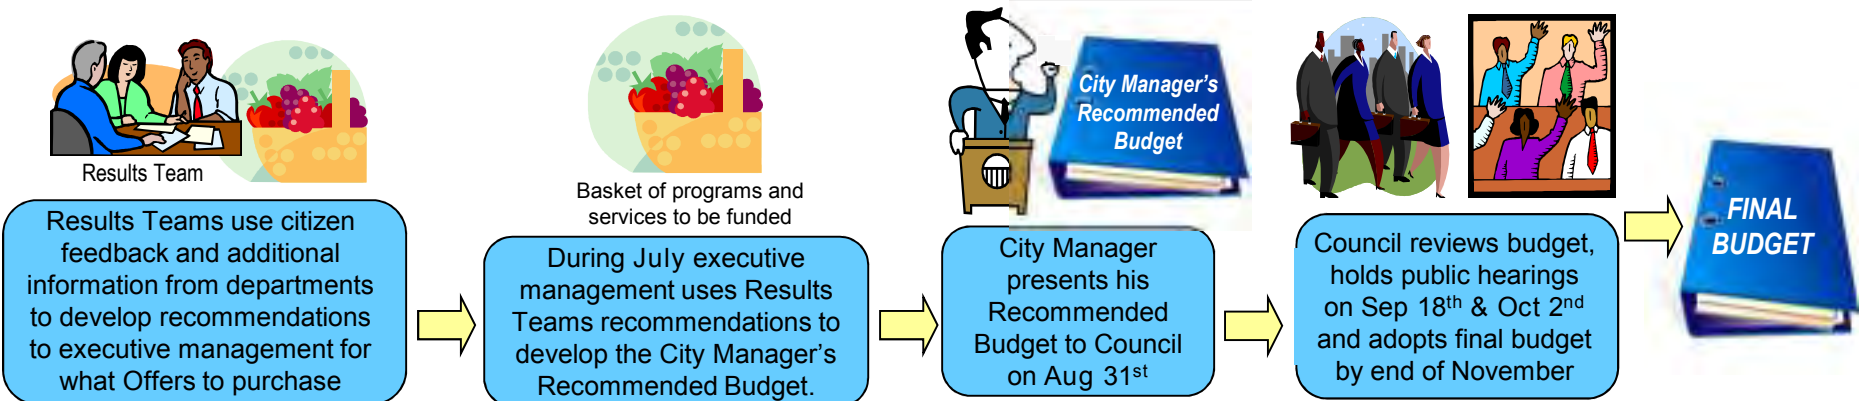 Results Team
Results Teams use citizen
feedback and additional
information from departments
to develop recommendations
to executive management for
what Offers to purchase
Basket of programs and
services to be funded
During July executive
management uses Results
Teams recommendations to
develop the City Manager's
Recommended Budget.
City Manager's
Recommended
Budget
City Manager
presents his
Recommended
Budget to Council
on Aug 31st
Council reviews budget,
holds public hearings
on Sep 18th & Oct 2nd
and adopts final budget
by end of November
FINAL
BUDGET